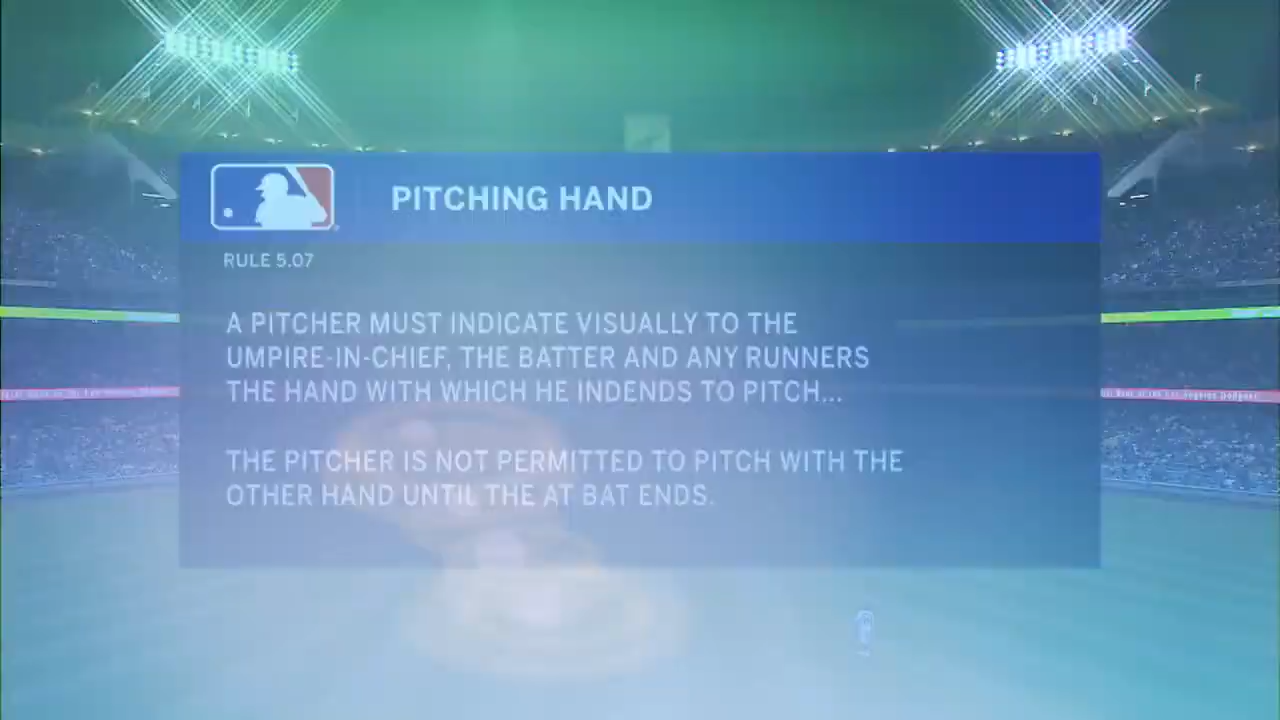 PITCHING HAND
RULE 5.07
A PITCHER MUST INDICATE VISUALLY TO THE
UMPIRE-IN-CHIEF, THE BATTER AND ANY RUNNERS
THE HAND WITH WHICH HE INDENDS TO PITCH...
THE PITCHER IS NOT PERMITTED TO PITCH WITH THE
OTHER HAND UNTIL THE AT BAT ENDS.